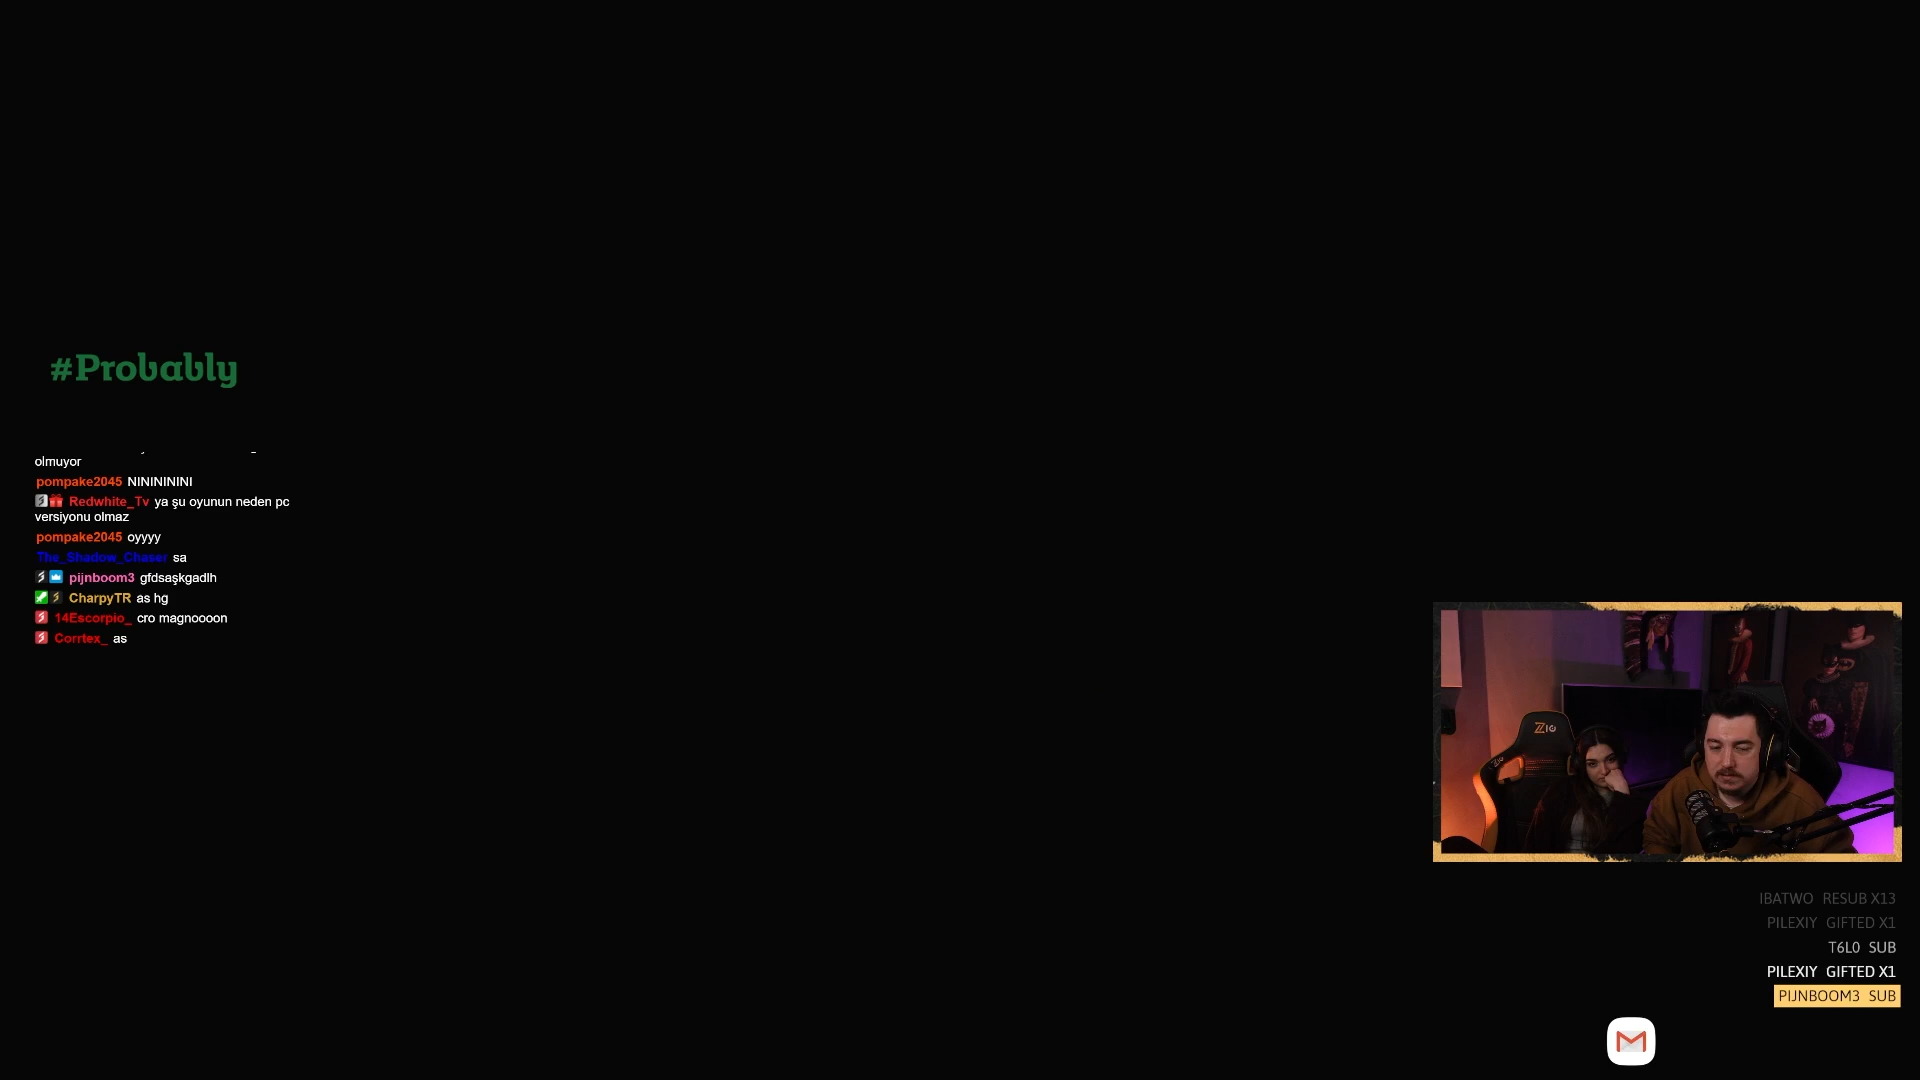 #Probably
olmuyor
pompake2045 NINININI
Redwhite_Tv ya şu oyunun neden pc
versiyonu olmaz
pompake2045 oyyyy
The_Shadow_Chaser sa
pijnboom3 gfdsaşkgadlh
CharpyTR as hg
14Escorpio_ cro magnoooon
Corrtex_ as
IBATWO RESUB X13
PILEXIY GIFTED X1
T6L0 SUB
PILEXIY GIFTED X1
PIJNBOOM3 SUB